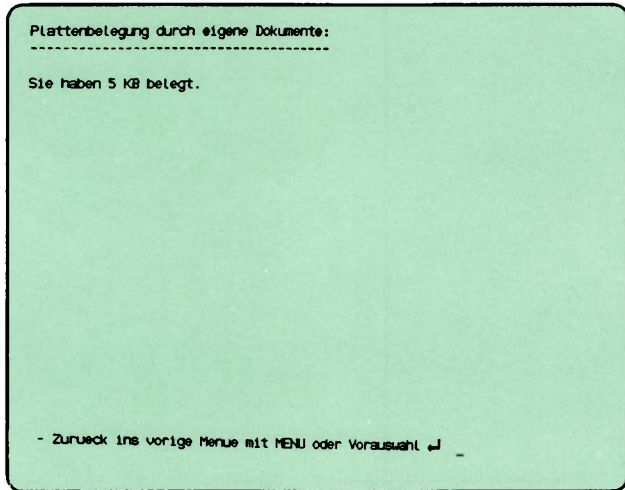 Plattenbelegung durch eigene Dokumente:
---------------------------------------
Sie haben 5 KB belegt.
- Zurueck ins vorige Menue mit MENU oder Vorauswahl ↵ _